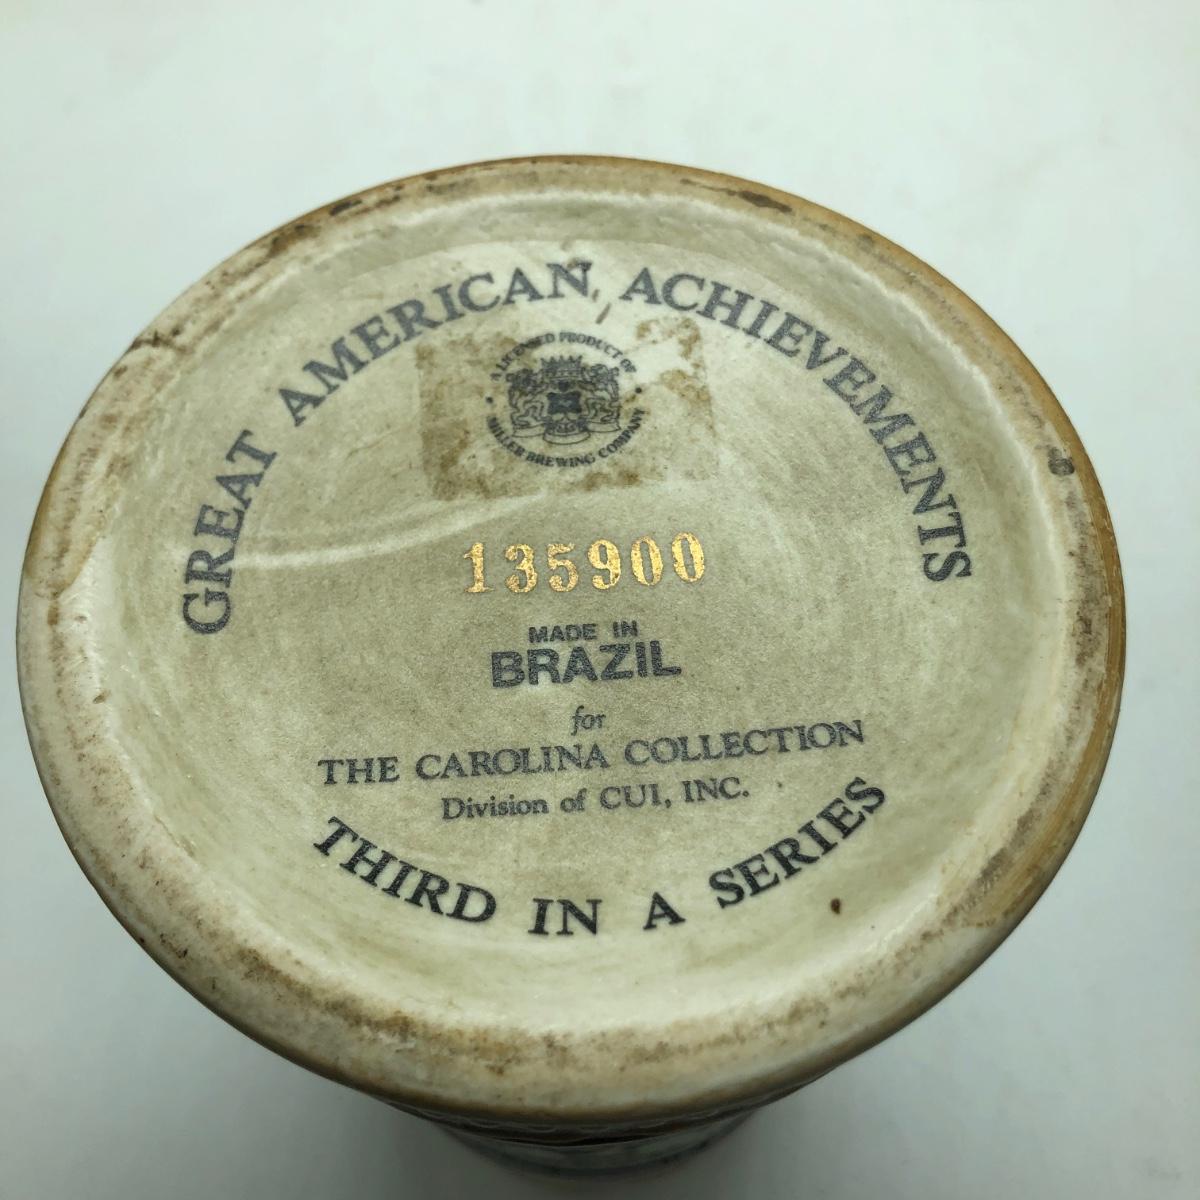 GREAT AMERICAN ACHIEVEMENTS
A LICENSED PRODUCT OF
MILLER BREWING COMPANY
135900
MADE IN
BRAZIL
for
THE CAROLINA COLLECTION
Division of CUI, INC.
THIRD IN A SERIES